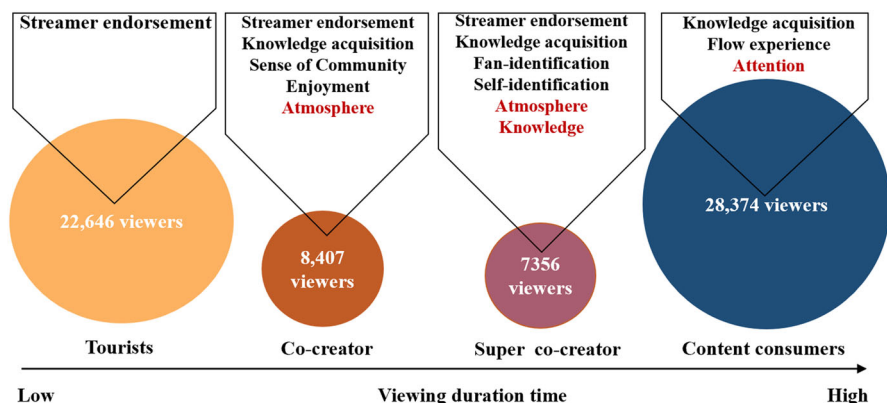 Streamer endorsement
Streamer endorsement
Knowledge acquisition
Sense of Community
Enjoyment
Atmosphere
Streamer endorsement
Knowledge acquisition
Fan-identification
Self-identification
Atmosphere
Knowledge
Knowledge acquisition
Flow experience
Attention
22,646 viewers
8,407
viewers
7356
viewers
28,374 viewers
Tourists
Co-creator
Super co-creator
Content consumers
Low
Viewing duration time
High